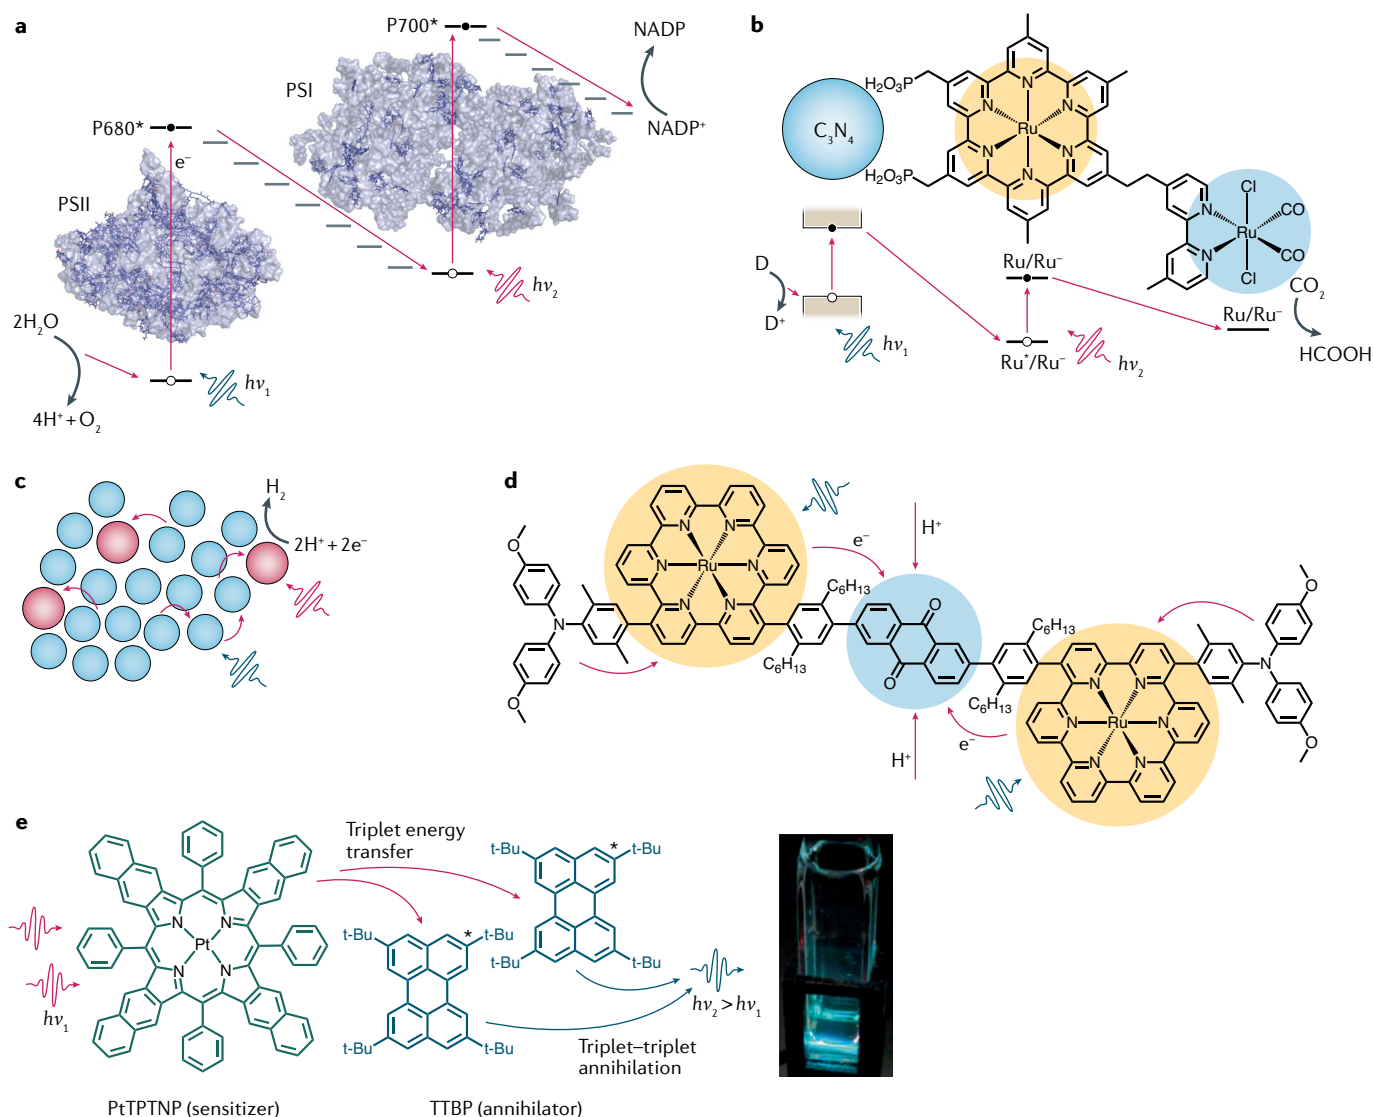 a
P700*
NADP
PSI
P680*
e⁻
NADP⁺
PSII
hν₂
2H₂O
hν₁
4H⁺ + O₂
b
H₂O₃P
N
N
N
Ru
N
N
N
C₃N₄
H₂O₃P
N
N
Cl
CO
Ru
CO
Cl
D
D⁺
hν₁
Ru/Ru⁻
Ru*/Ru⁻
hν₂
CO₂
Ru/Ru⁻
HCOOH
c
H₂
2H⁺ + 2e⁻
d
O
N
O
N
N
N
Ru
N
N
N
e⁻
H⁺
C₆H₁₃
C₆H₁₃
O
O
C₆H₁₃
C₆H₁₃
H⁺
e⁻
N
N
N
Ru
N
N
N
N
O
O
e
Triplet energy
transfer
N
N
Pt
N
N
hν₁
t-Bu
*
t-Bu
t-Bu
t-Bu
t-Bu
*
t-Bu
t-Bu
t-Bu
hν₂ > hν₁
Triplet–triplet
annihilation
PtTPTNP (sensitizer)
TTBP (annihilator)